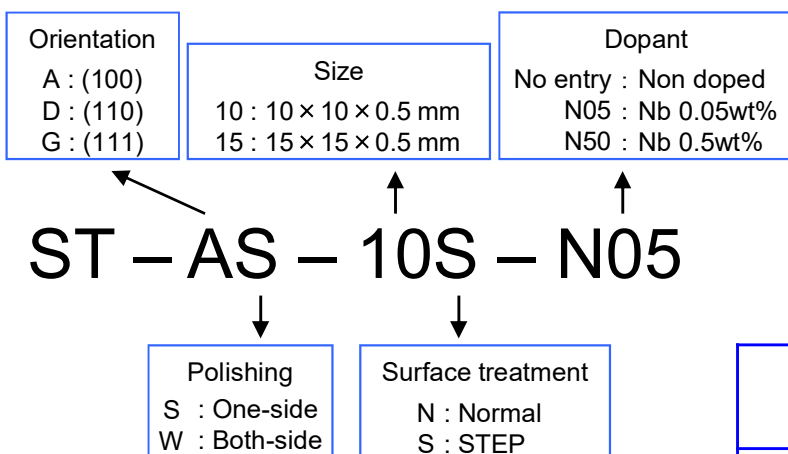 Orientation
A : (100)
D : (110)
G : (111)
Size
10 : 10×10×0.5 mm
15 : 15×15×0.5 mm
Dopant
No entry : Non doped
N05 : Nb 0.05wt%
N50 : Nb 0.5wt%
ST – AS – 10S – N05
Polishing
S : One-side
W : Both-side
Surface treatment
N : Normal
S : STEP